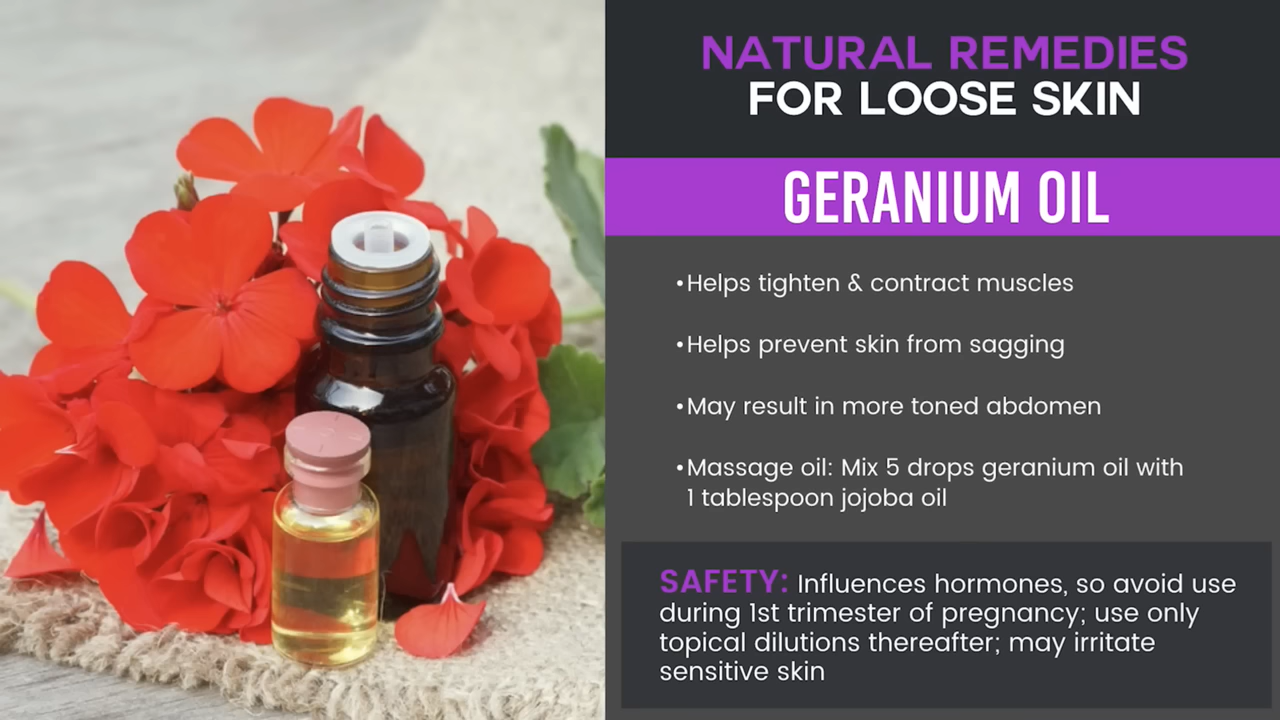 NATURAL REMEDIES
FOR LOOSE SKIN
GERANIUM OIL
•Helps tighten & contract muscles
•Helps prevent skin from sagging
•May result in more toned abdomen
•Massage oil: Mix 5 drops geranium oil with
1 tablespoon jojoba oil
SAFETY: Influences hormones, so avoid use
during 1st trimester of pregnancy; use only
topical dilutions thereafter; may irritate
sensitive skin